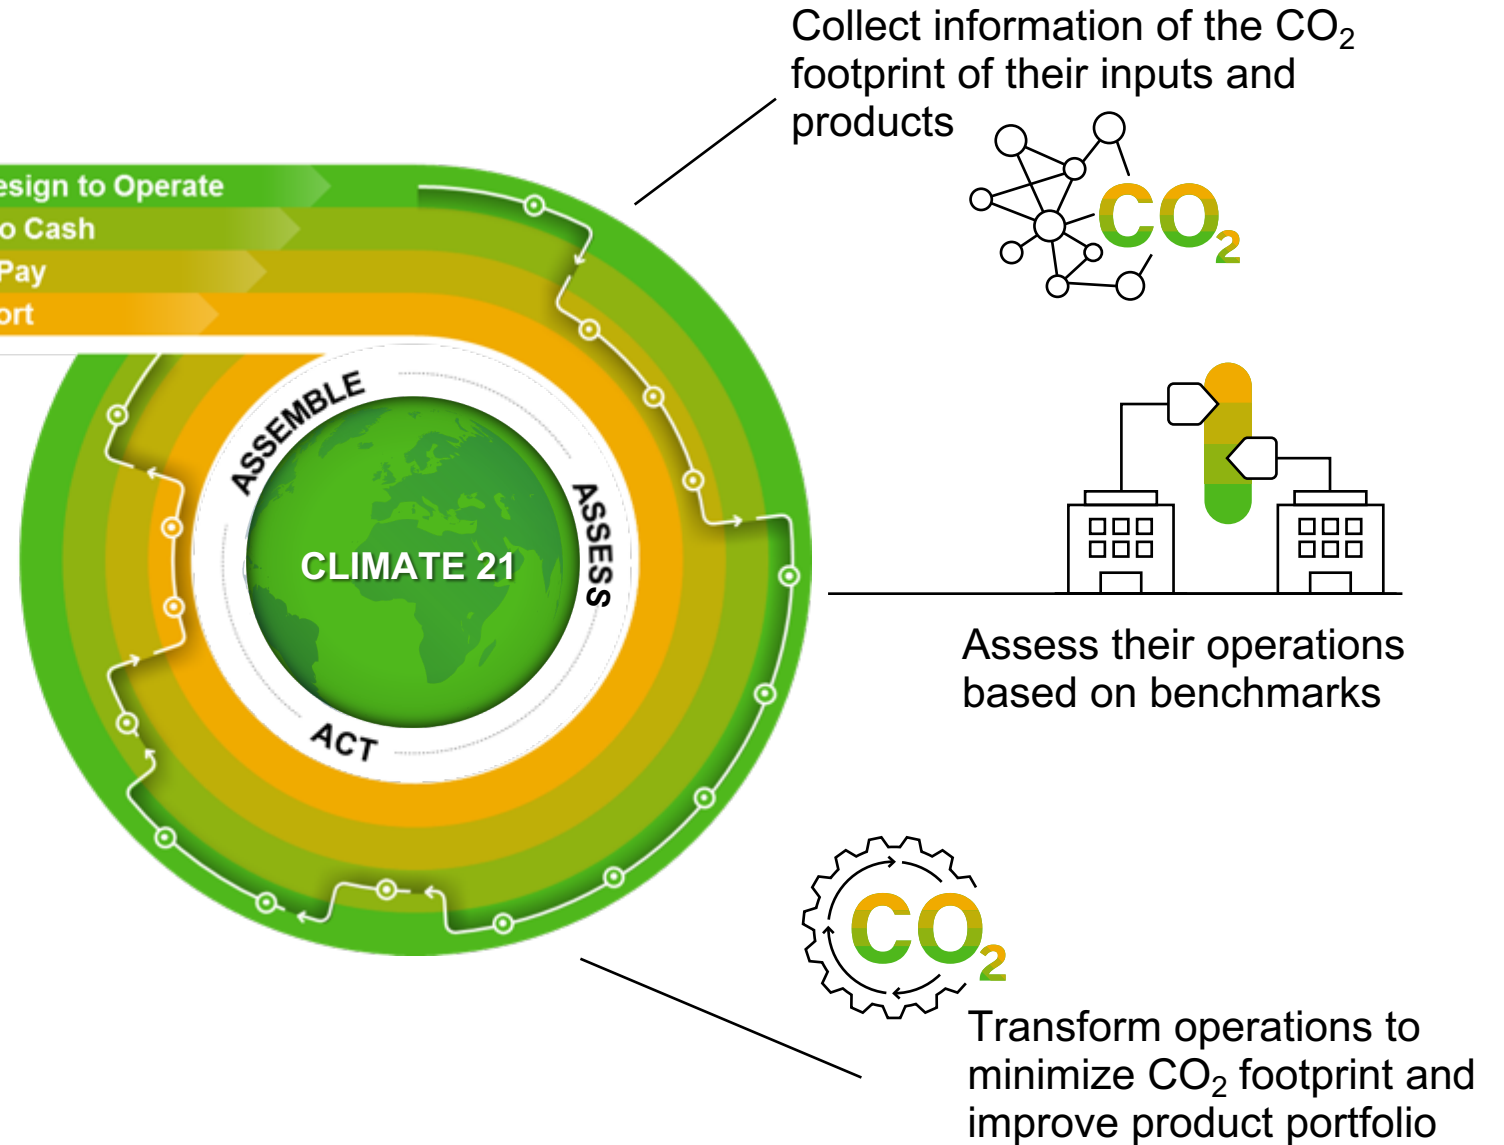 Collect information of the CO₂
footprint of their inputs and
products
esign to Operate
o Cash
Pay
ort
CO₂
ASSEMBLE
ASSESS
ACT
CLIMATE 21
Assess their operations
based on benchmarks
CO₂
Transform operations to
minimize CO₂ footprint and
improve product portfolio